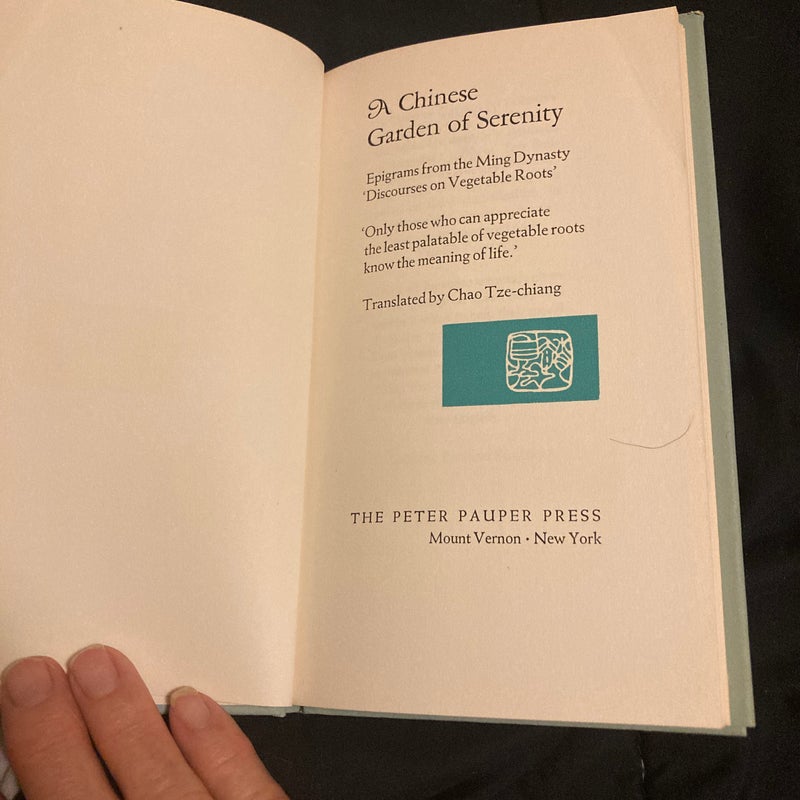 A Chinese
Garden of Serenity
Epigrams from the Ming Dynasty
‘Discourses on Vegetable Roots’
‘Only those who can appreciate
the least palatable of vegetable roots
know the meaning of life.’
Translated by Chao Tze-chiang
THE PETER PAUPER PRESS
Mount Vernon · New York